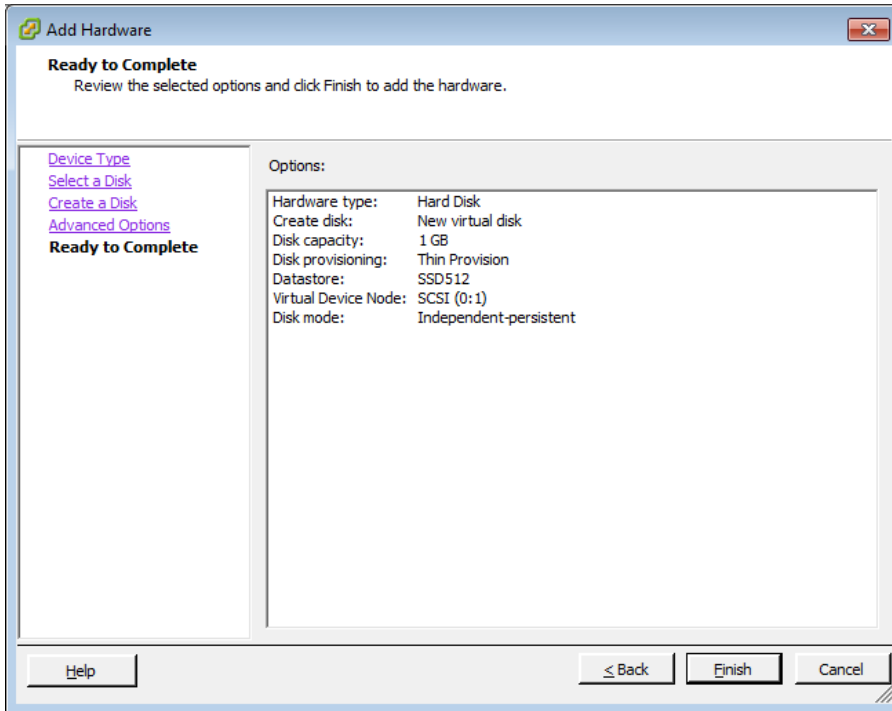 Add Hardware
Ready to Complete
Review the selected options and click Finish to add the hardware.
Device Type
Select a Disk
Create a Disk
Advanced Options
Ready to Complete
Options:
Hardware type: Hard Disk
Create disk: New virtual disk
Disk capacity: 1 GB
Disk provisioning: Thin Provision
Datastore: SSD512
Virtual Device Node: SCSI (0:1)
Disk mode: Independent-persistent
Help
< Back
Finish
Cancel